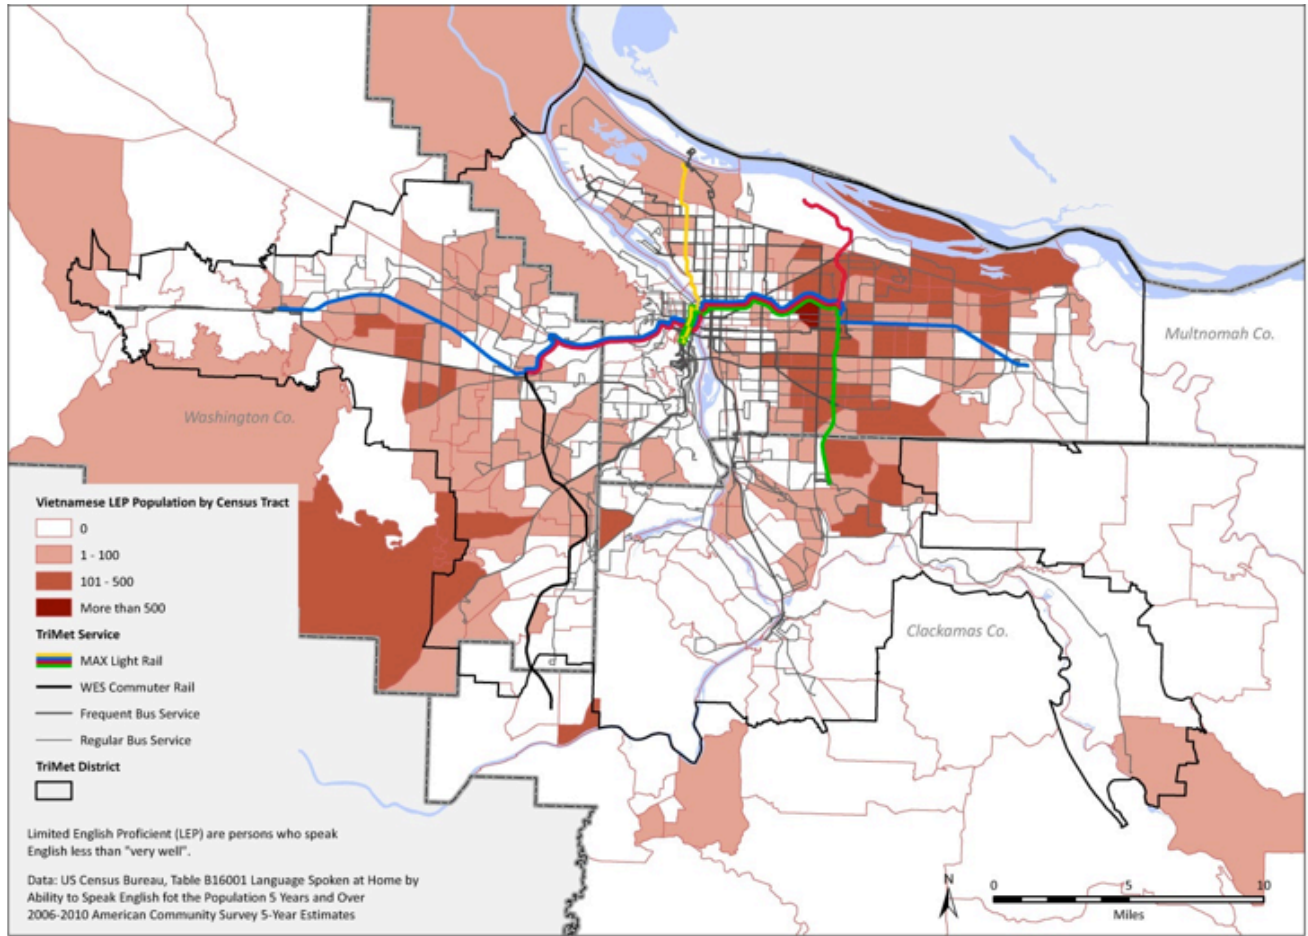 Multnomah Co.
Washington Co.
Clackamas Co.
Vietnamese LEP Population by Census Tract
0
1 - 100
101 - 500
More than 500
TriMet Service
MAX Light Rail
WES Commuter Rail
Frequent Bus Service
Regular Bus Service
TriMet District
Limited English Proficient (LEP) are persons who speak
English less than "very well".
Data: US Census Bureau, Table B16001 Language Spoken at Home by
Ability to Speak English fot the Population 5 Years and Over
2006-2010 American Community Survey 5-Year Estimates
N
0 5 10
Miles